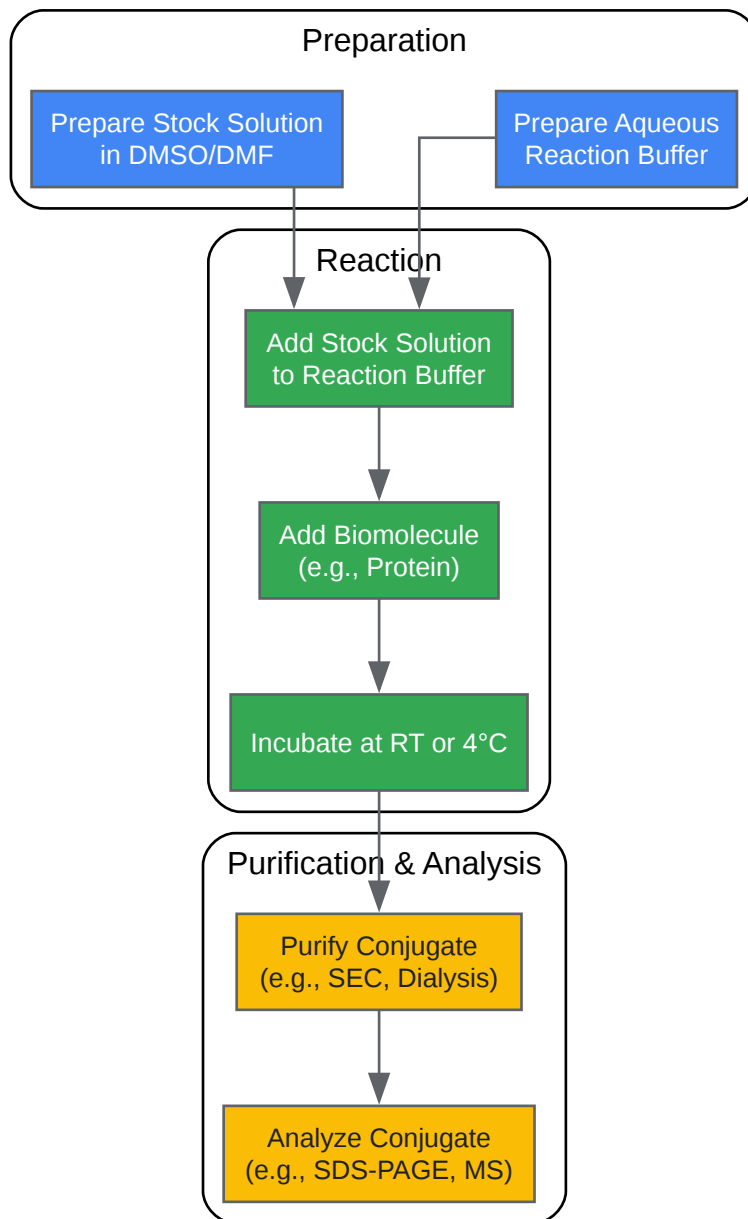 Preparation
Prepare Stock Solution
in DMSO/DMF
Prepare Aqueous
Reaction Buffer
Reaction
Add Stock Solution
to Reaction Buffer
Add Biomolecule
(e.g., Protein)
Incubate at RT or 4°C
Purification & Analysis
Purify Conjugate
(e.g., SEC, Dialysis)
Analyze Conjugate
(e.g., SDS-PAGE, MS)